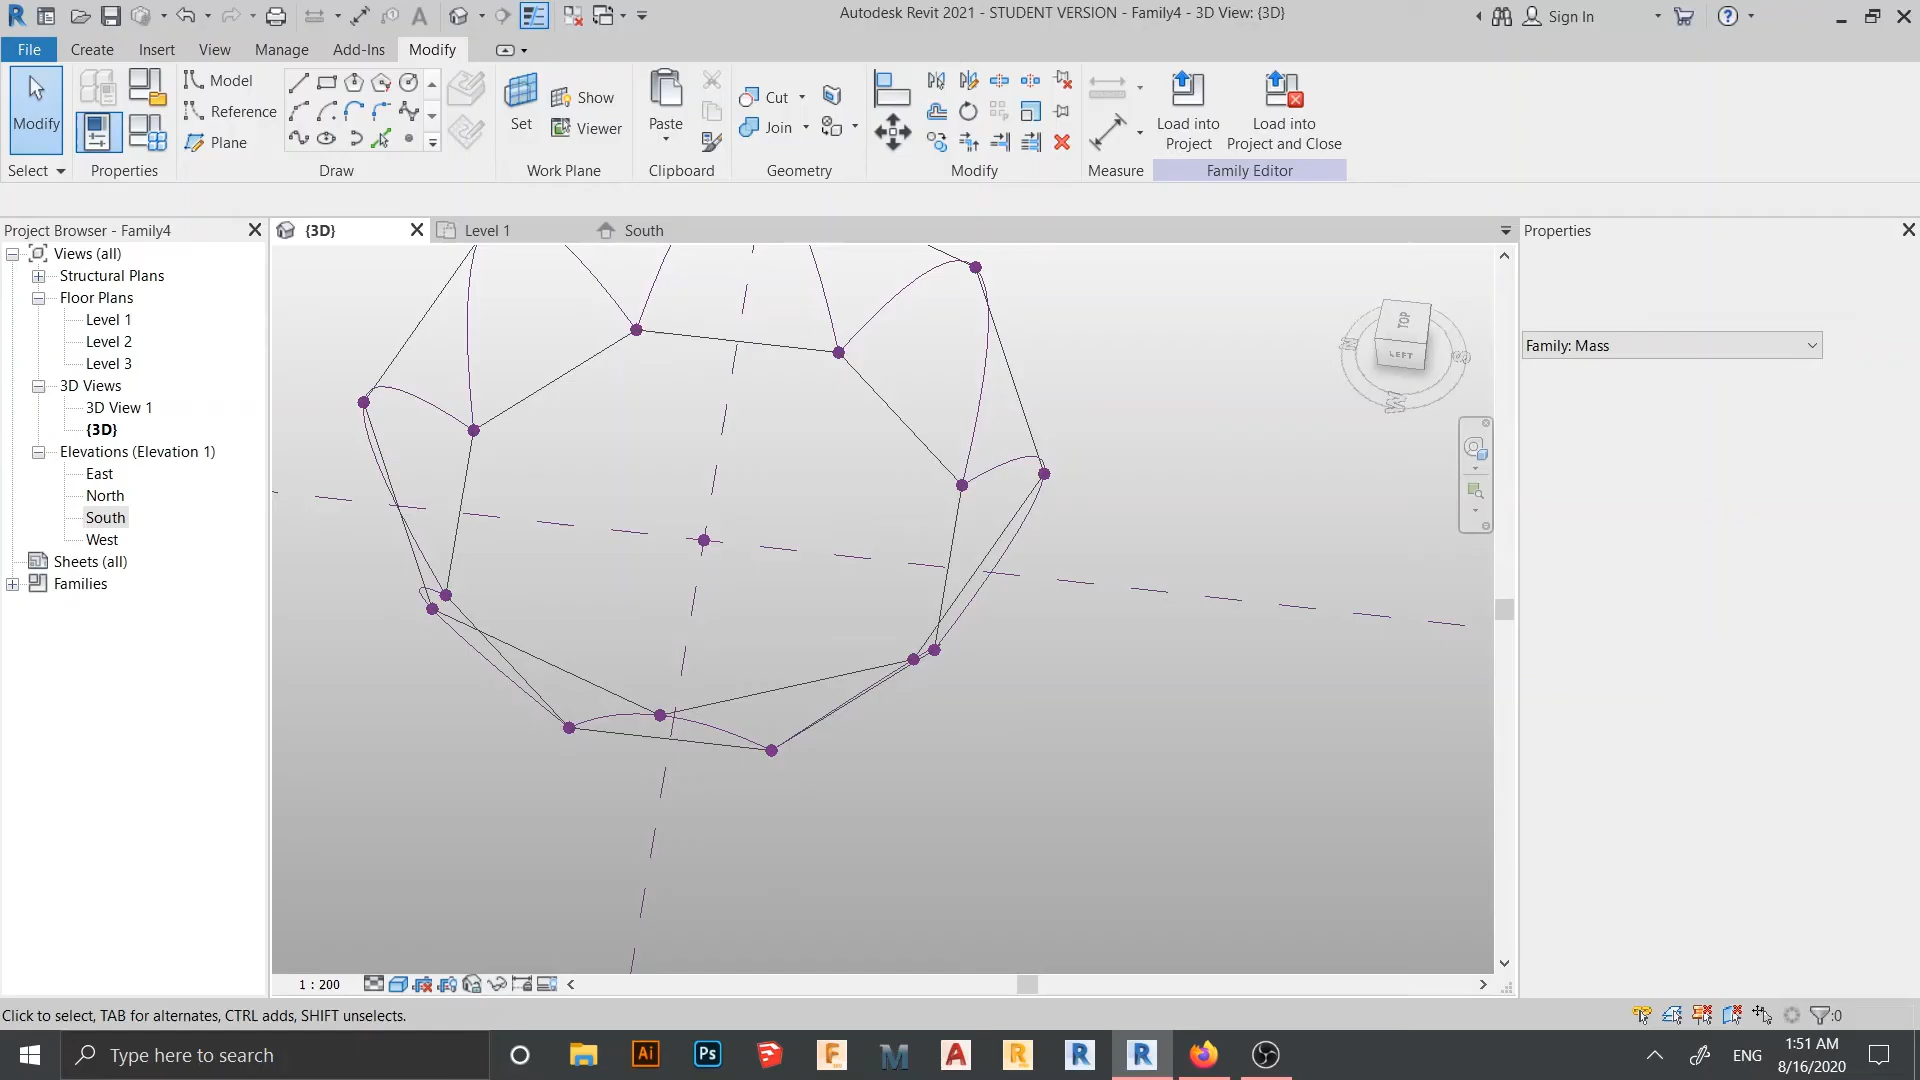 Autodesk Revit 2021 - STUDENT VERSION - Family4 - 3D View: {3D}
Sign In
File Create Insert View Manage Add-Ins Modify
Modify
Model
Reference
Plane
Set
Show
Viewer
Paste
Cut
Join
Load into Project
Load into Project and Close
Select Properties Draw Work Plane Clipboard Geometry Modify Measure Family Editor
Project Browser - Family4
Views (all)
Structural Plans
Floor Plans
Level 1
Level 2
Level 3
3D Views
3D View 1
{3D}
Elevations (Elevation 1)
East
North
South
West
Sheets (all)
Families
{3D}
Level 1
South
TOP
LEFT
N
S
W
1 : 200
Properties
Family: Mass
Click to select, TAB for alternates, CTRL adds, SHIFT unselects.
:0
Type here to search
Ai
Ps
ENG
1:51 AM
8/16/2020